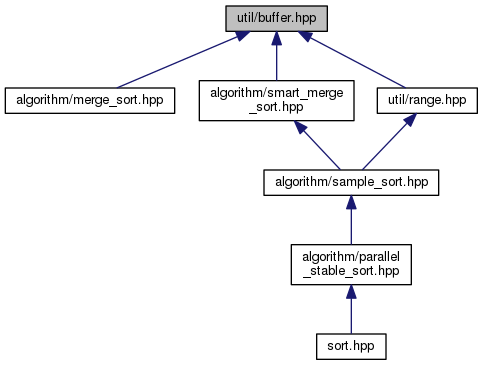 util/buffer.hpp
algorithm/merge_sort.hpp
algorithm/smart_merge
_sort.hpp
util/range.hpp
algorithm/sample_sort.hpp
algorithm/parallel
_stable_sort.hpp
sort.hpp